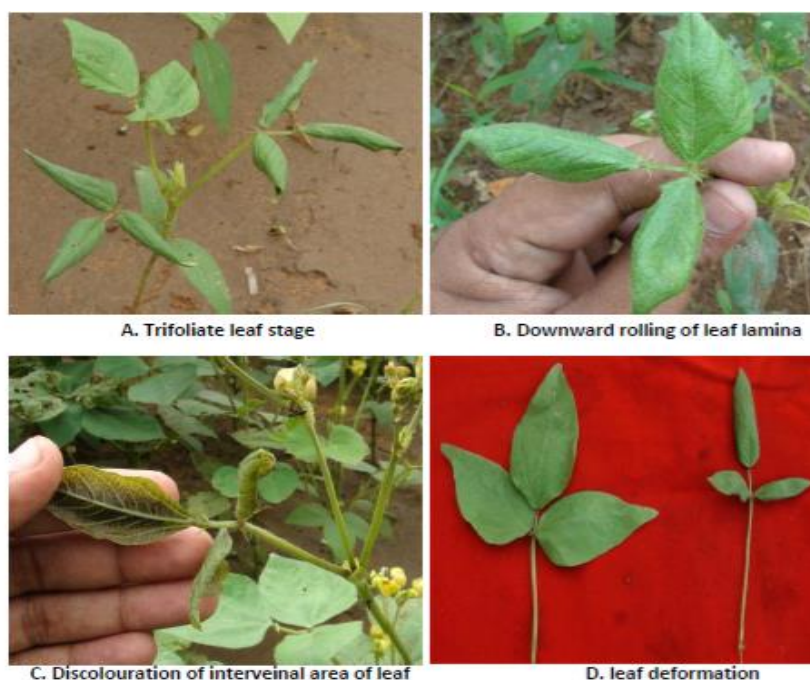 A. Trifoliate leaf stage
B. Downward rolling of leaf lamina
C. Discolouration of interveinal area of leaf
D. leaf deformation